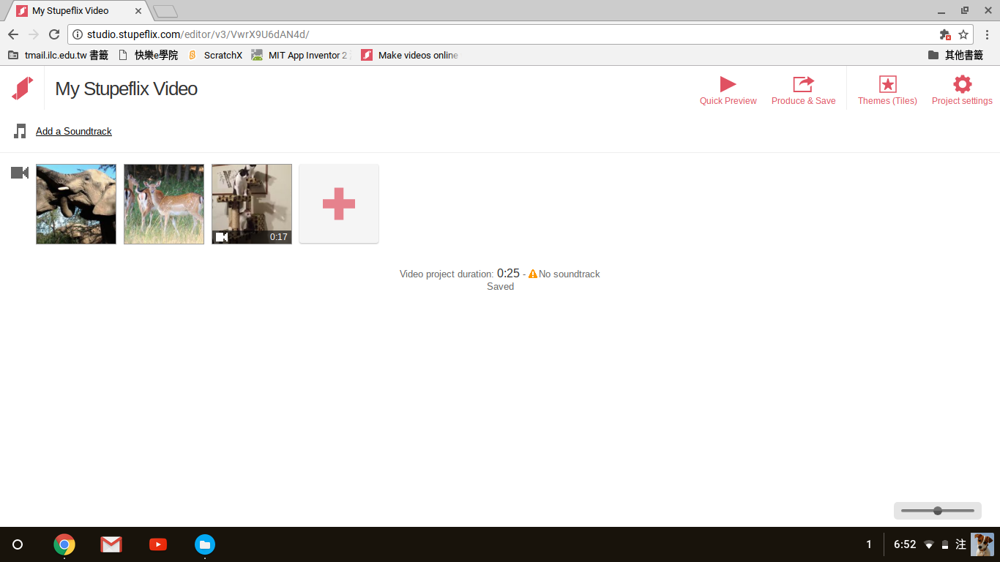 My Stupeflix Video
studio.stupeflix.com/editor/v3/VwrX9U6dAN4d/
tmail.ilc.edu.tw 書籤 快樂e學院 ScratchX MIT App Inventor 2 Make videos online 其他書籤
My Stupeflix Video
Quick Preview Produce & Save Themes (Tiles) Project settings
Add a Soundtrack
0:17
Video project duration: 0:25 - No soundtrack
Saved
1 6:52 注